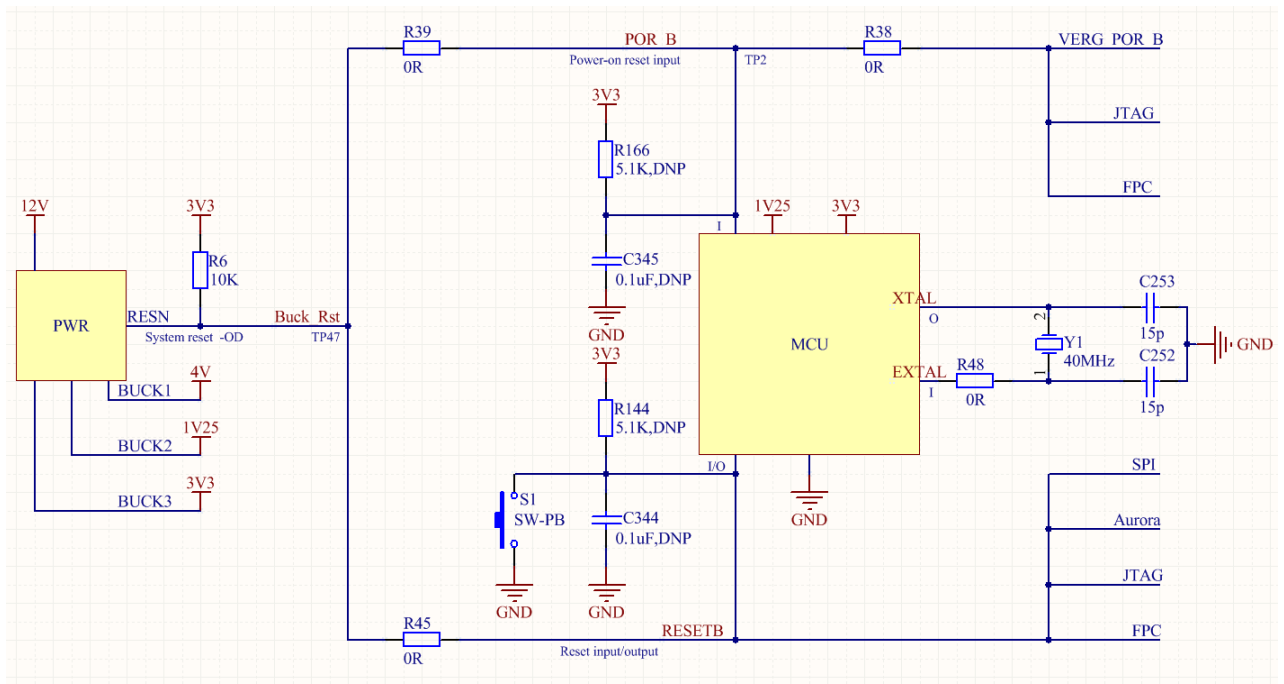 R39
0R
POR_B
Power-on reset input
TP2
R38
0R
VERG_POR_B
JTAG
FPC
3V3
R166
5.1K,DNP
C345
0.1uF,DNP
GND
12V
3V3
R6
10K
PWR
RESN
System reset -OD
Buck_Rst
TP47
BUCK1
4V
BUCK2
1V25
BUCK3
3V3
I
1V25
3V3
MCU
XTAL
O
EXTAL
I
R48
0R
2
1
Y1
40MHz
C253
15p
C252
15p
GND
3V3
R144
5.1K,DNP
I/O
S1
SW-PB
C344
0.1uF,DNP
GND
GND
GND
SPI
Aurora
JTAG
FPC
R45
0R
RESETB
Reset input/output